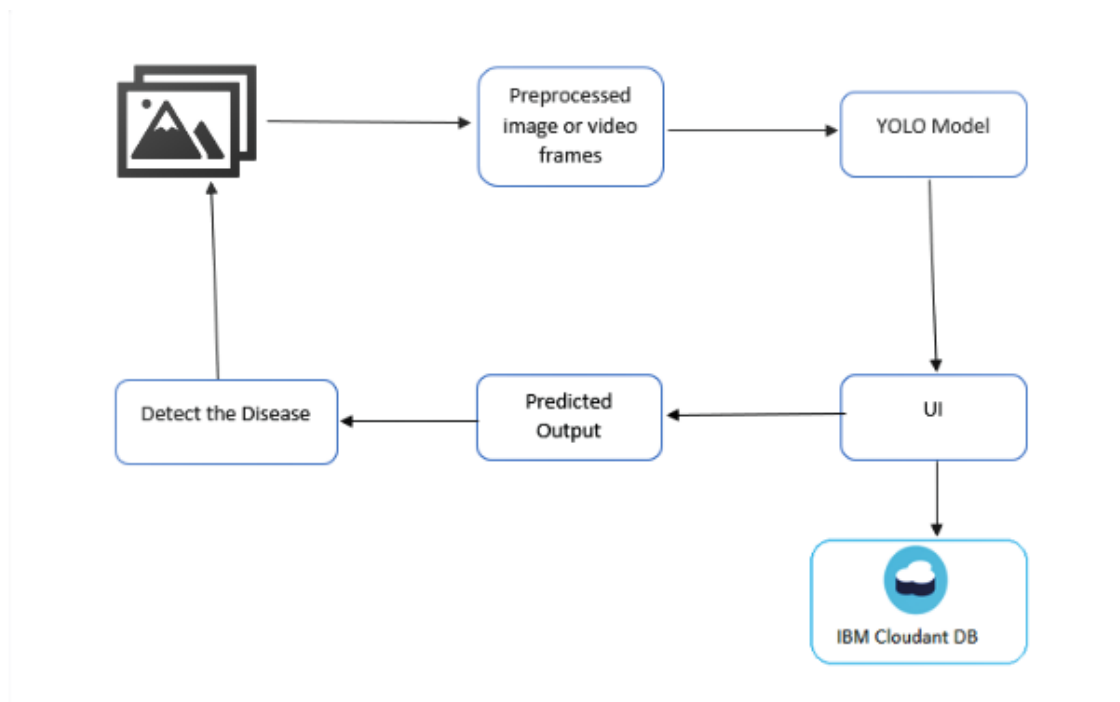 Preprocessed
image or video
frames
YOLO Model
Detect the Disease
Predicted
Output
UI
IBM Cloudant DB